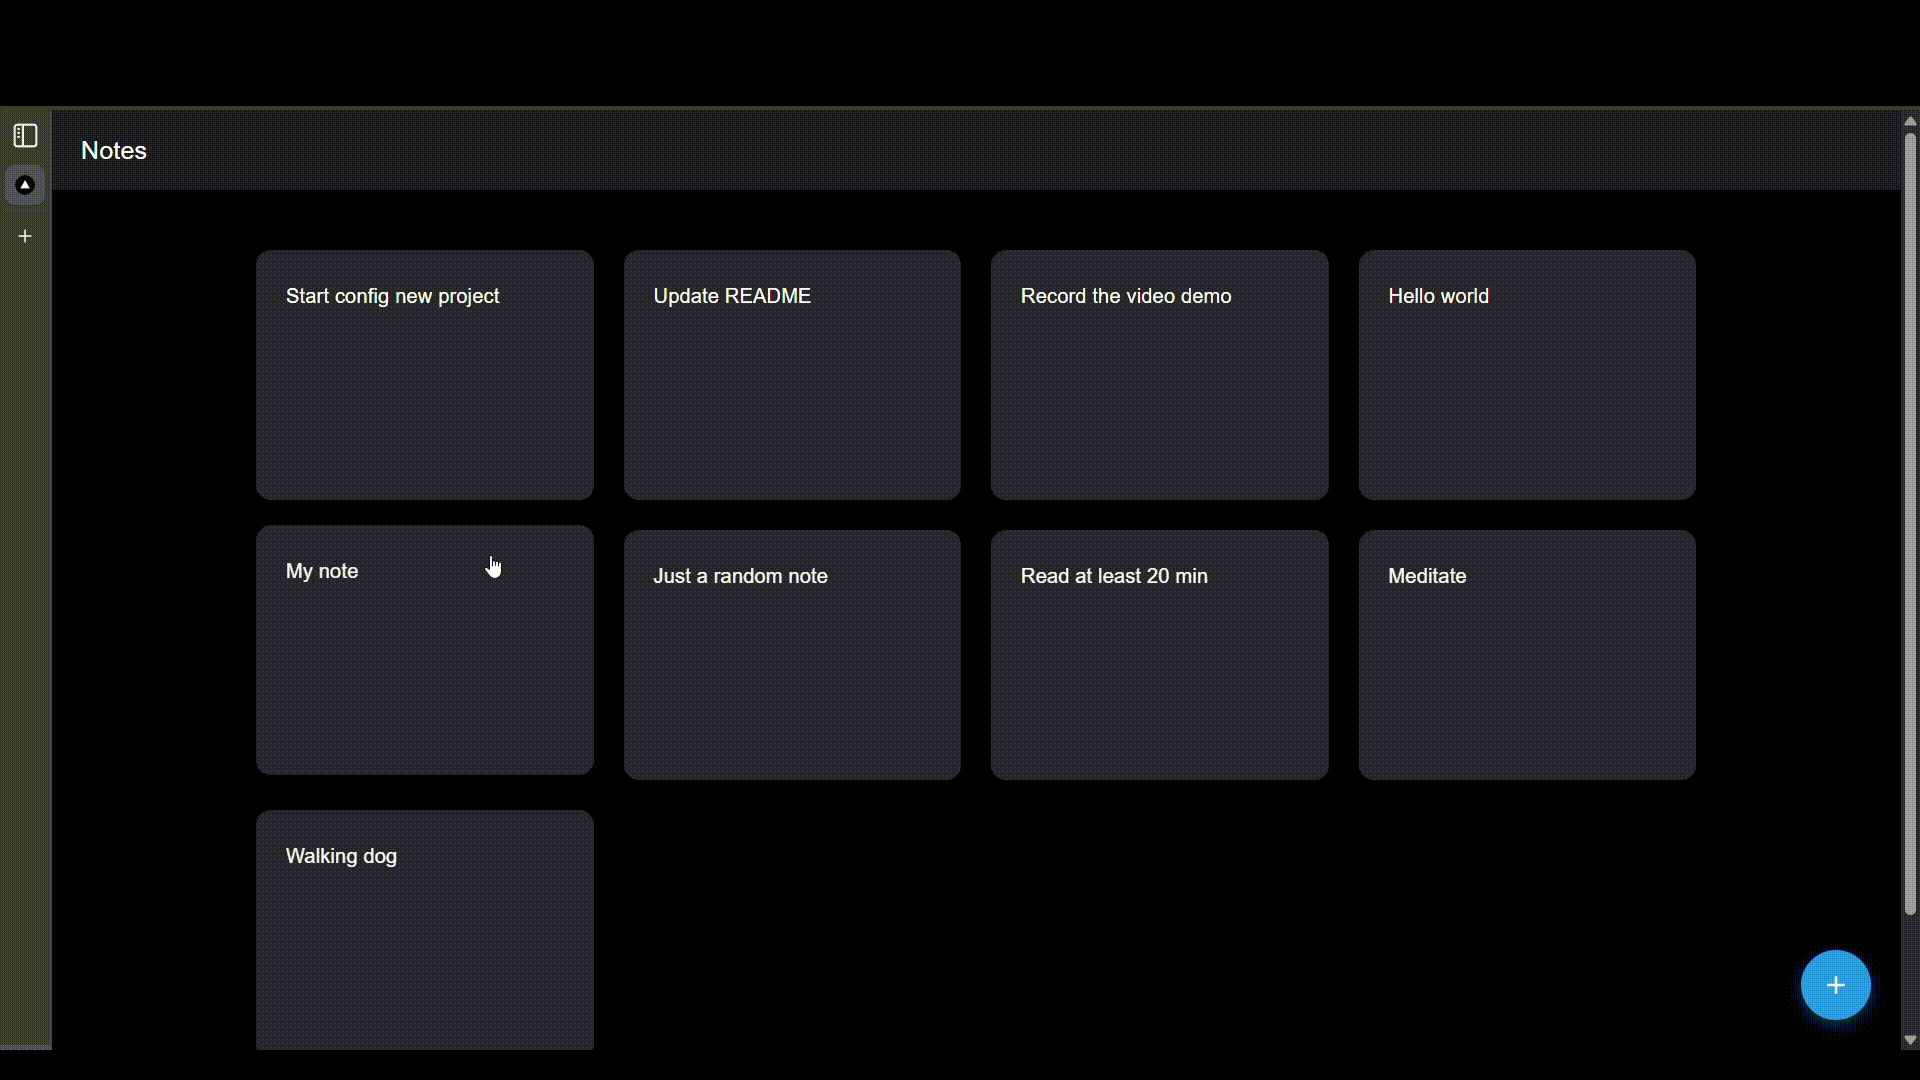 Notes
Start config new project
Update README
Record the video demo
Hello world
My note
Just a random note
Read at least 20 min
Meditate
Walking dog